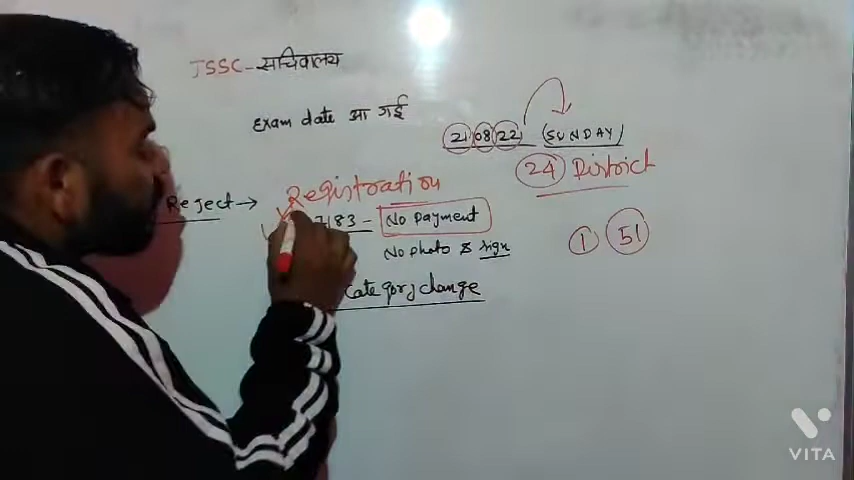 JSSC-सचिवालय
Exam date आ गई
21 08 22 (SUNDAY)
24 District
Registration
Reject →
7183 - No Payment
No photo & sign
1 51
Category change
VITA